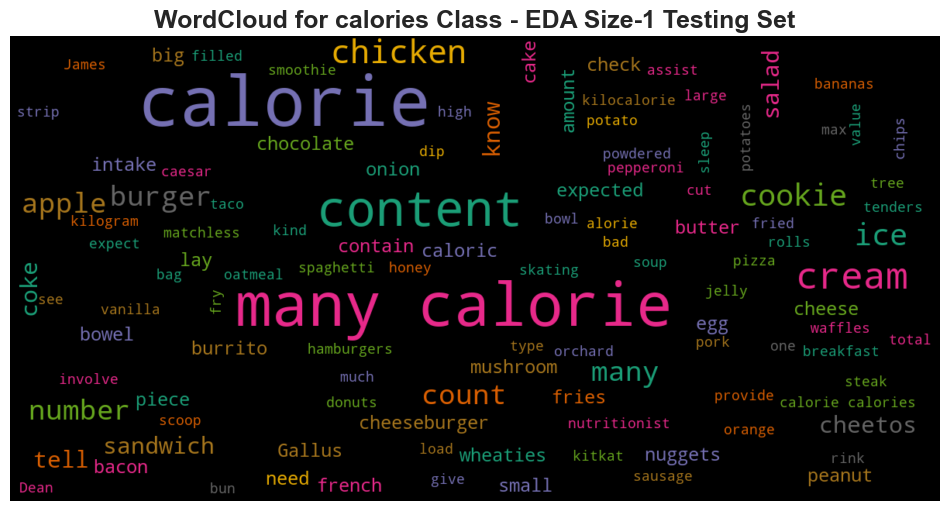 WordCloud for calories Class - EDA Size-1 Testing Set
James big filled chicken cake check assist salad bananas
smoothie
strip calorie high know amount kilocalorie large potato value
chocolate dip powdered sleep potatoes max chips
intake caesar onion pepperoni
apple burger taco content expected cut cookie tree
kilogram kind bowl alorie butter fried tenders
expect matchless contain caloric bad rolls ice
coke lay bag oatmeal spaghetti honey skating soup pizza cream
see vanilla fry many calorie jelly cheese
bowel egg waffles
burrito hamburgers type orchard pork one breakfast total
involve much mushroom many steak
number piece scoop donuts count fries provide calorie calories
cheeseburger nutritionist orange cheetos
sandwich Gallus load wheaties kitkat nuggets rink
tell bacon need french give small sausage peanut
Dean bun